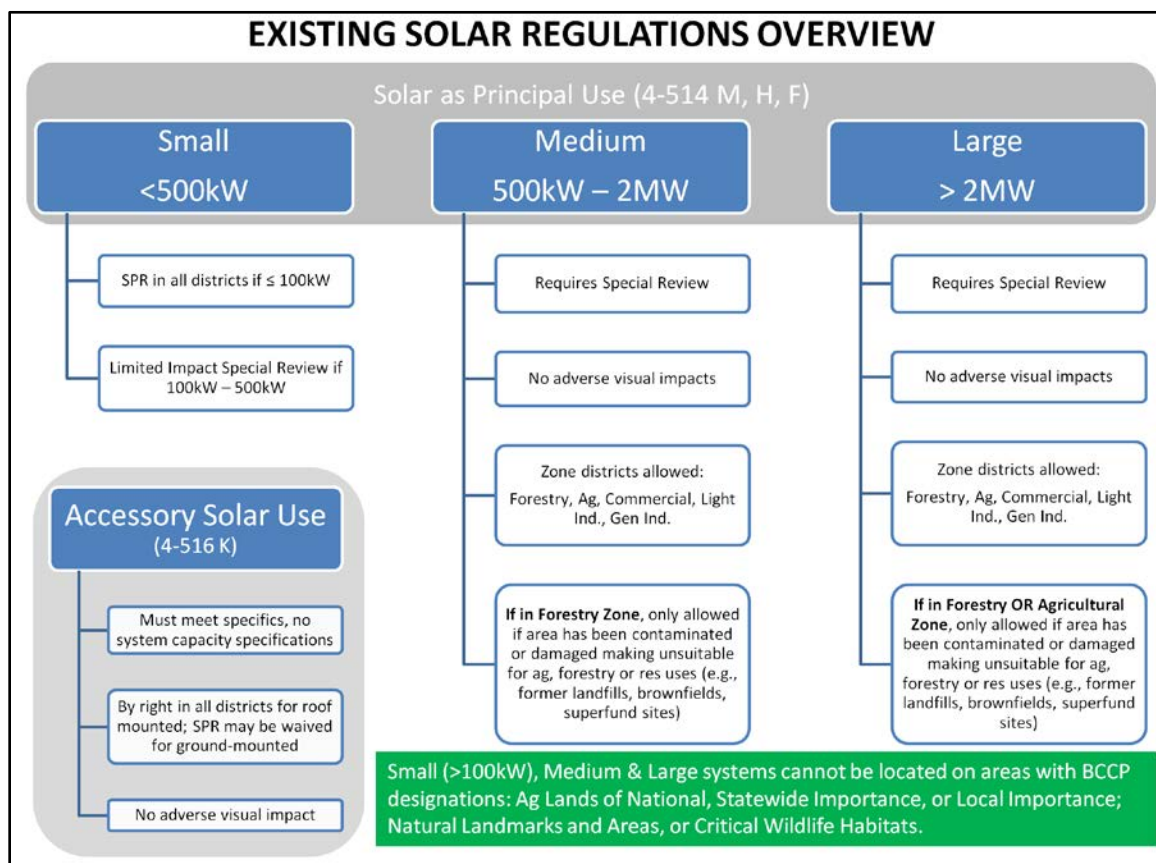 EXISTING SOLAR REGULATIONS OVERVIEW
Solar as Principal Use (4-514 M, H, F)
Small
<500kW
SPR in all districts if ≤ 100kW
Limited Impact Special Review if
100kW – 500kW
Medium
500kW – 2MW
Requires Special Review
No adverse visual impacts
Zone districts allowed:
Forestry, Ag, Commercial, Light
Ind., Gen Ind.
If in Forestry Zone, only allowed
if area has been contaminated
or damaged making unsuitable
for ag, forestry or res uses (e.g.,
former landfills, brownfields,
superfund sites)
Large
> 2MW
Requires Special Review
No adverse visual impacts
Zone districts allowed:
Forestry, Ag, Commercial, Light
Ind., Gen Ind.
If in Forestry OR Agricultural
Zone, only allowed if area has
been contaminated or damaged
making unsuitable for ag,
forestry or res uses (e.g., former
landfills, brownfields, superfund
sites)
Accessory Solar Use
(4-516 K)
Must meet specifics, no
system capacity specifications
By right in all districts for roof
mounted; SPR may be waived
for ground-mounted
No adverse visual impact
Small (>100kW), Medium & Large systems cannot be located on areas with BCCP
designations: Ag Lands of National, Statewide Importance, or Local Importance;
Natural Landmarks and Areas, or Critical Wildlife Habitats.